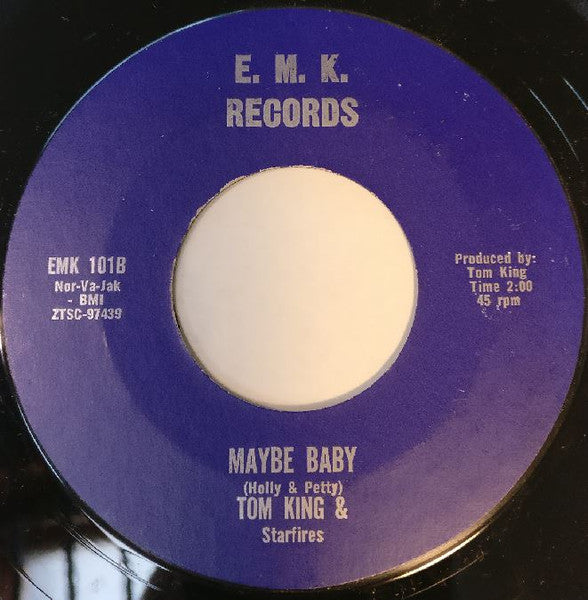 E. M. K.
RECORDS
EMK 101B
Nor-Va-Jak
- BMI
ZTSC-97439
Produced by:
Tom King
Time 2:00
45 rpm
MAYBE BABY
(Holly & Petty)
TOM KING &
Starfires